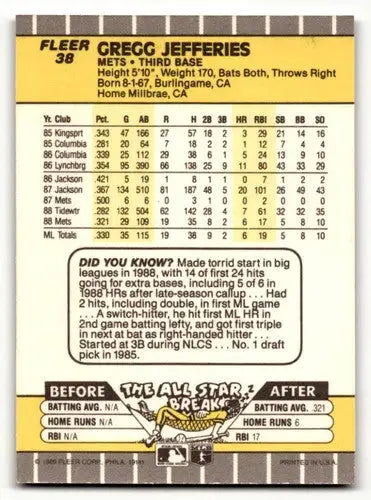 FLEER
38
GREGG JEFFERIES
METS • THIRD BASE
Height 5'10", Weight 170, Bats Both, Throws Right
Born 8-1-67, Burlingame, CA
Home Millbrae, CA
Yr. Club Pct. G AB R H 2B 3B HR RBI SB BB SO
85 Kingsprt .343 47 166 27 57 18 2 3 29 21 14 16
85 Columbia .281 20 64 7 18 2 2 1 12 7 4 4
86 Columbia .339 25 112 29 38 6 1 5 24 13 9 10
86 Lynchbrg .354 95 390 66 138 25 9 11 80 43 33 29
86 Jackson .421 5 19 1 8 1 1 0 7 1 2 2
87 Jackson .367 134 510 81 187 48 5 20 101 26 49 43
87 Mets .500 6 6 0 3 1 0 0 2 0 0 0
88 Tidewtr .282 132 504 62 142 28 4 7 61 32 32 35
88 Mets .321 29 109 19 35 8 2 6 17 5 8 10
ML Totals .330 35 115 19 38 9 2 6 19 5 8 10
DID YOU KNOW? Made torrid start in big
leagues in 1988, with 14 of first 24 hits
going for extra bases, including 5 of 6 in
1988 HRs after late-season callup . . . Had
2 hits, including double, in first ML game
. . . A switch-hitter, he hit first ML HR in
2nd game batting lefty, and got first triple
in next at bat as right-handed hitter . . .
Started at 3B during NLCS . . . No. 1 draft
pick in 1985.
BEFORE
THE ALL STAR
BREAK
AFTER
BATTING AVG. N/A
HOME RUNS N/A
RBI N/A
BATTING AVG. .321
HOME RUNS 6
RBI 17
© 1989 FLEER CORP. PHILA. 19141
PRINTED IN U.S.A.